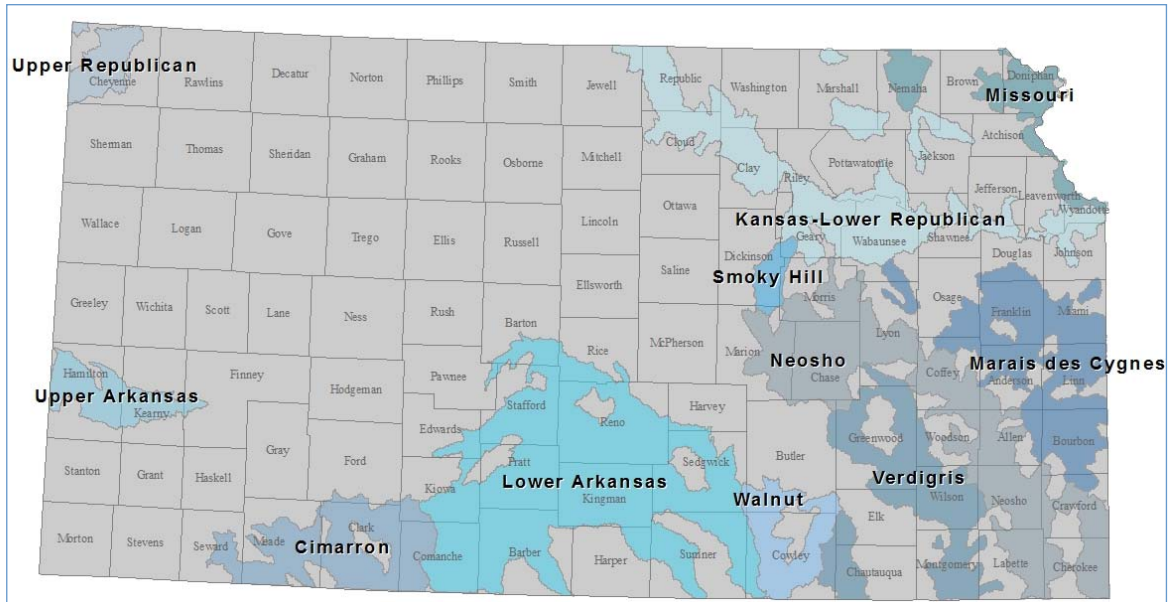 Upper Republican
Cheyenne
Rawlins
Decatur
Norton
Phillips
Smith
Jewell
Republic
Washington
Marshall
Nemaha
Brown
Doniphan
Missouri
Sherman
Thomas
Sheridan
Graham
Rooks
Osborne
Mitchell
Cloud
Clay
Riley
Pottawatomie
Jackson
Atchison
Jefferson
Leavenworth
Wyandotte
Wallace
Logan
Gove
Trego
Ellis
Russell
Lincoln
Ottawa
Kansas-Lower Republican
Geary
Wabaunsee
Shawnee
Douglas
Johnson
Saline
Dickinson
Smoky Hill
Morris
Greeley
Wichita
Scott
Lane
Ness
Rush
Barton
Ellsworth
Rice
McPherson
Marion
Lyon
Osage
Franklin
Miami
Neosho
Chase
Coffey
Marais des Cygnes
Anderson
Linn
Hamilton
Upper Arkansas
Kearny
Finney
Hodgeman
Pawnee
Stafford
Reno
Harvey
Edwards
Gray
Ford
Sedgwick
Butler
Greenwood
Woodson
Allen
Bourbon
Stanton
Grant
Haskell
Kiowa
Pratt
Lower Arkansas
Kingman
Walnut
Verdigris
Wilson
Neosho
Crawford
Elk
Morton
Stevens
Seward
Meade
Clark
Cimarron
Comanche
Barber
Harper
Sumner
Cowley
Chautauqua
Montgomery
Labette
Cherokee